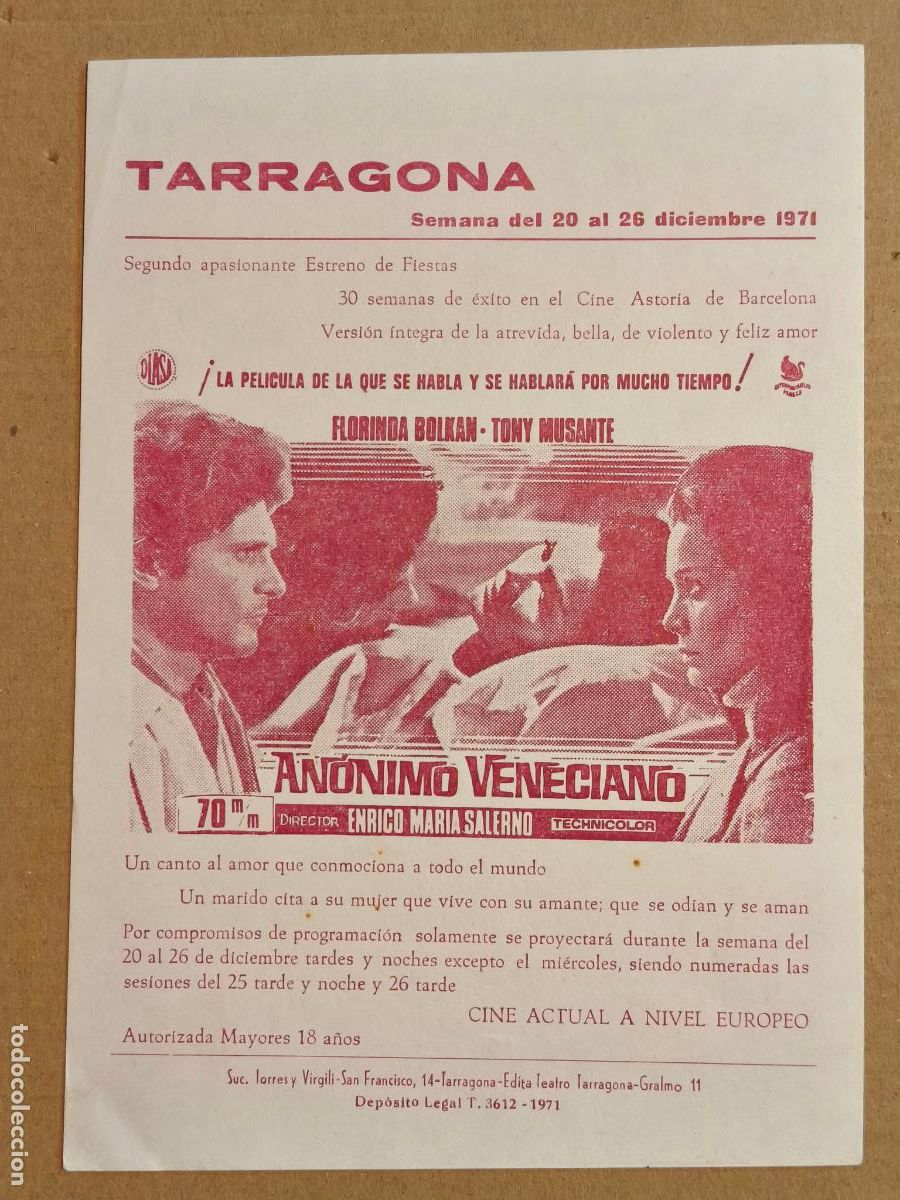 TARRAGONA
Semana del 20 al 26 diciembre 1971
Segundo apasionante Estreno de Fiestas
30 semanas de éxito en el Cine Astoria de Barcelona
Versión íntegra de la atrevida, bella, de violento y feliz amor
¡LA PELICULA DE LA QUE SE HABLA Y SE HABLARÁ POR MUCHO TIEMPO!
FLORINDA BOLKAN · TONY MUSANTE
ANÓNIMO VENECIANO
70 m/m
DIRECTOR ENRICO MARIA SALERNO TECHNICOLOR
Un canto al amor que conmociona a todo el mundo
Un marido cita a su mujer que vive con su amante; que se odian y se aman
Por compromisos de programación solamente se proyectará durante la semana del
20 al 26 de diciembre tardes y noches excepto el miércoles, siendo numeradas las
sesiones del 25 tarde y noche y 26 tarde
CINE ACTUAL A NIVEL EUROPEO
Autorizada Mayores 18 años
Suc. Torres y Virgili-San Francisco, 14-Tarragona-Edita Teatro Tarragona-Gralmo 11
Depósito Legal T. 3612 - 1971
todocoleccion